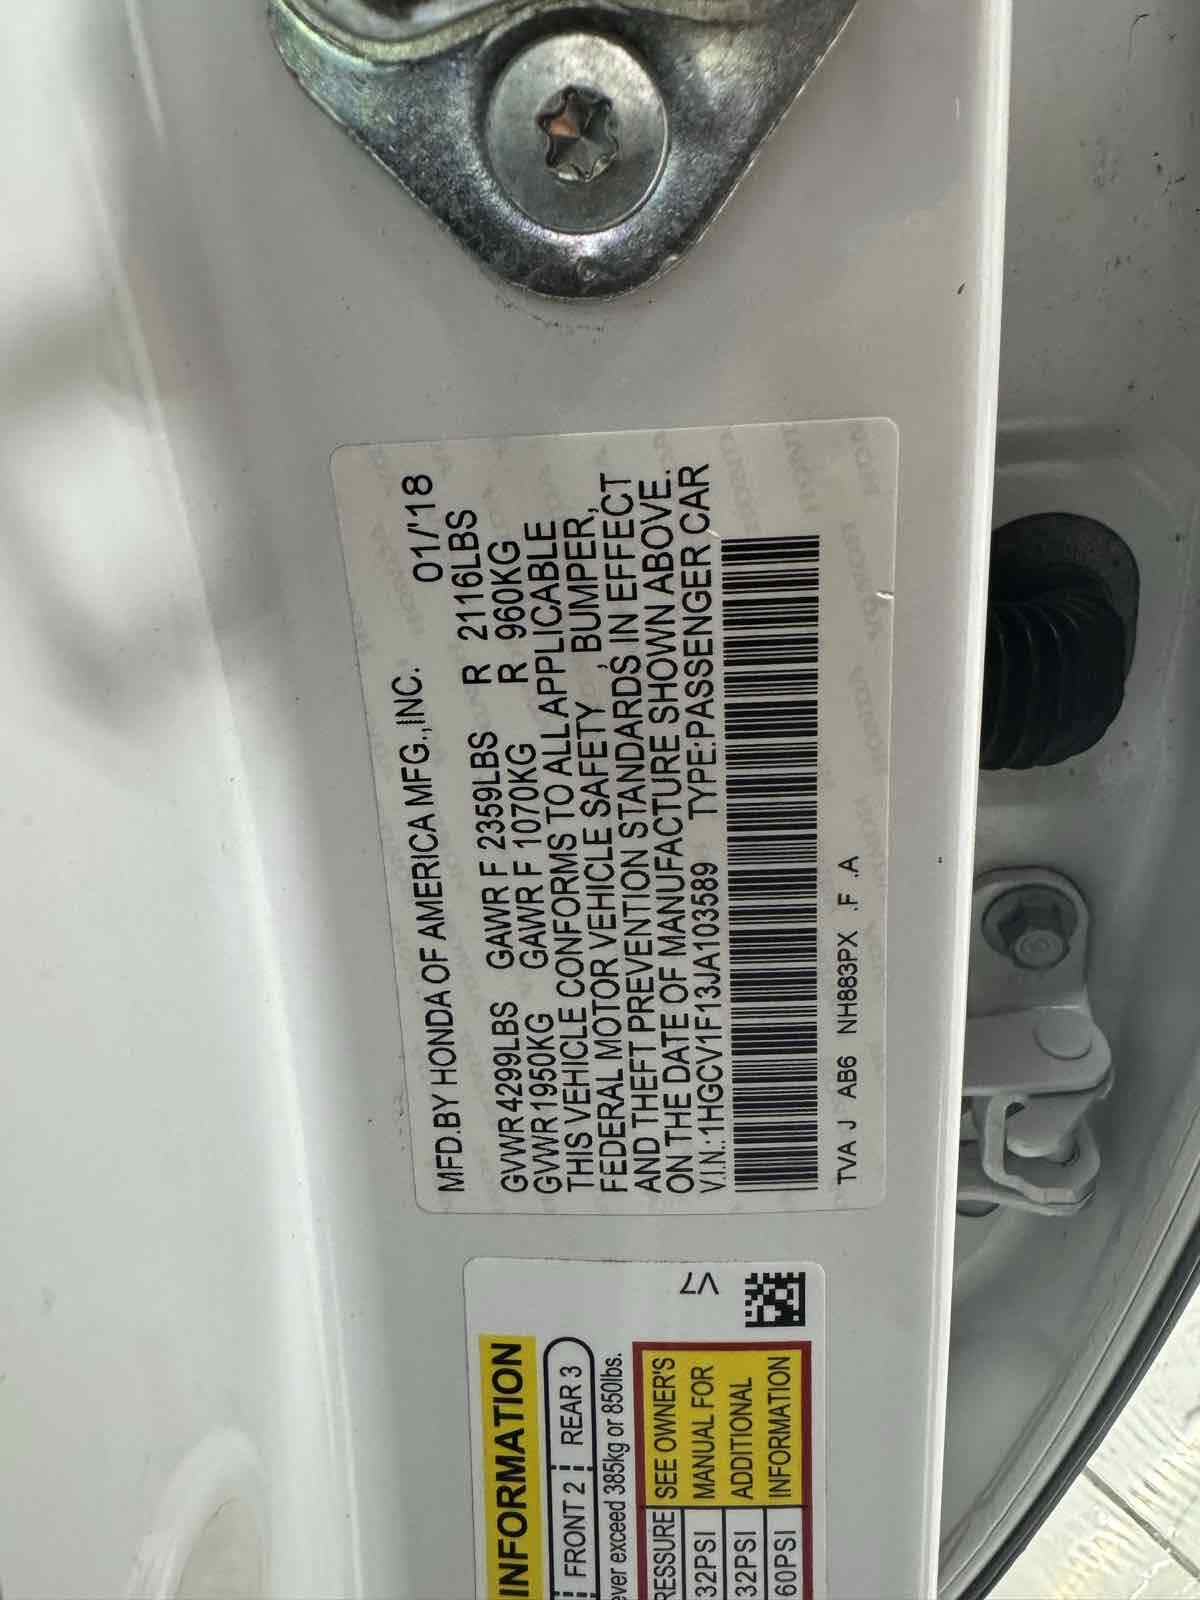 MFD.BY HONDA OF AMERICA MFG.,INC. 01/'18
GVWR 4299LBS GAWR F 2359LBS R 2116LBS
GVWR 1950KG GAWR F 1070KG R 960KG
THIS VEHICLE CONFORMS TO ALL APPLICABLE
FEDERAL MOTOR VEHICLE SAFETY, BUMPER,
AND THEFT PREVENTION STANDARDS IN EFFECT
ON THE DATE OF MANUFACTURE SHOWN ABOVE.
V.I.N.:1HGCV1F13JA103589 TYPE:PASSENGER CAR
TVA J AB6 NH883PX .F .A
INFORMATION
FRONT 2 REAR 3
exceed 385kg or 850lbs.
SEE OWNER'S
32PSI MANUAL FOR
32PSI ADDITIONAL
60PSI INFORMATION
V7